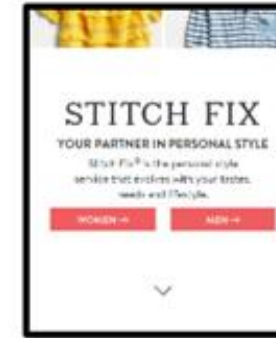 STITCH FIX
YOUR PARTNER IN PERSONAL STYLE
Stitch Fix® is the personal style
service that evolves with your tastes,
needs and lifestyle.
WOMEN → MEN →